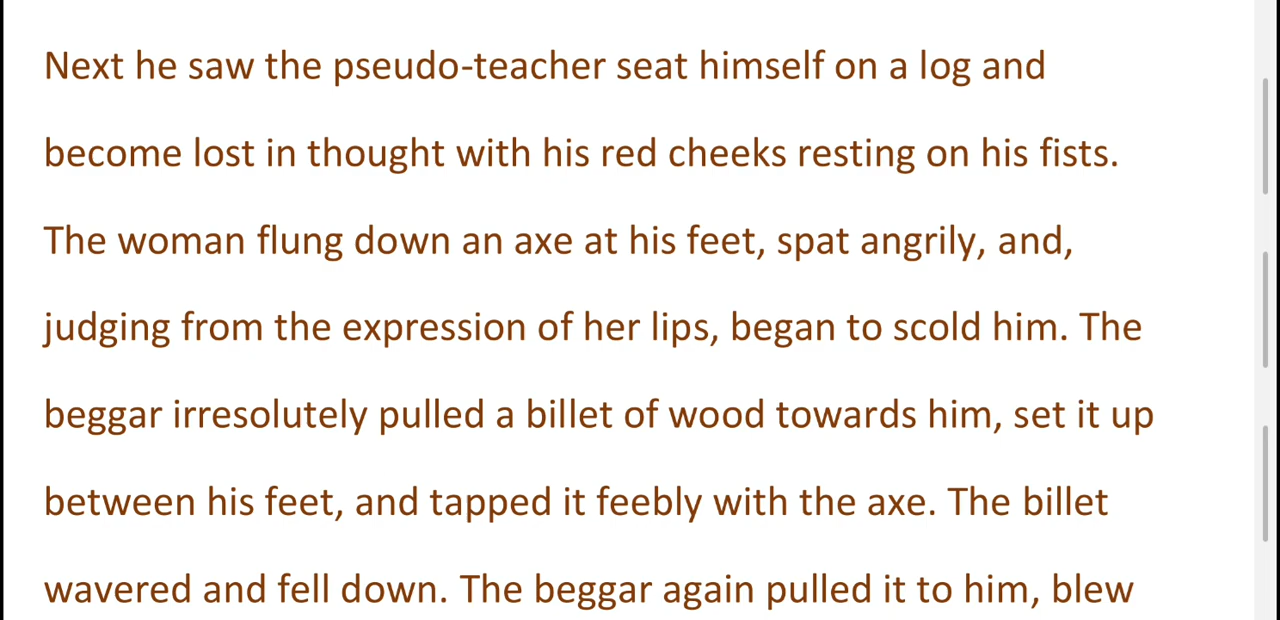 Next he saw the pseudo-teacher seat himself on a log and
become lost in thought with his red cheeks resting on his fists.
The woman flung down an axe at his feet, spat angrily, and,
judging from the expression of her lips, began to scold him. The
beggar irresolutely pulled a billet of wood towards him, set it up
between his feet, and tapped it feebly with the axe. The billet
wavered and fell down. The beggar again pulled it to him, blew